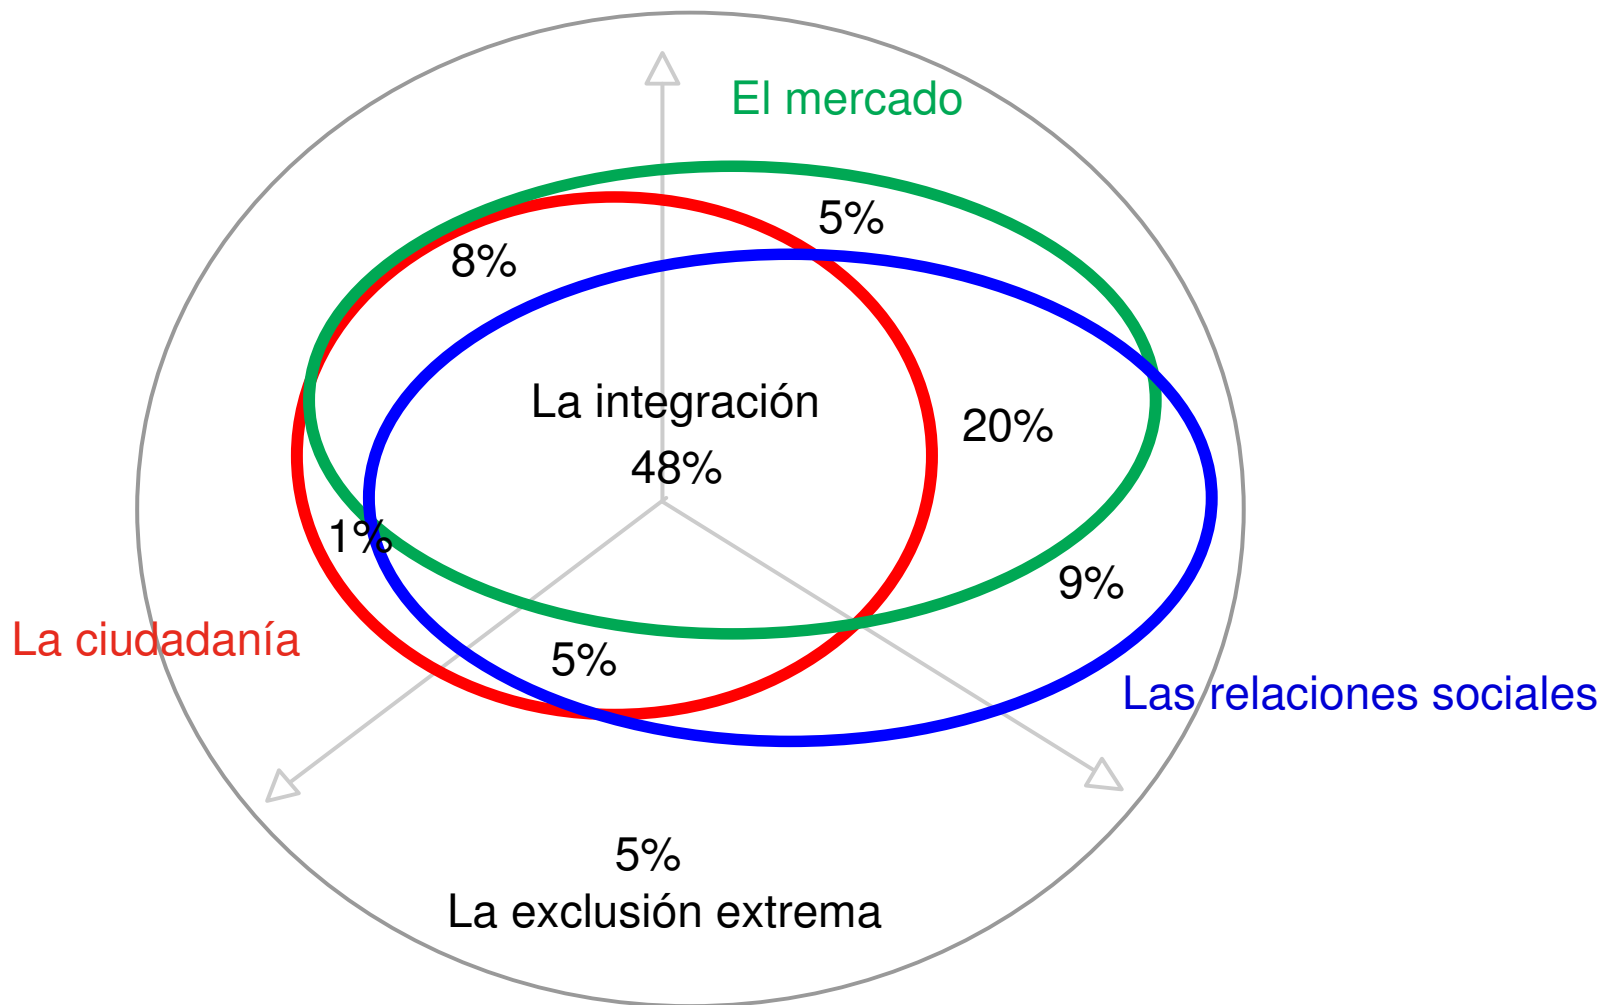 El mercado
5%
8%
La integración
20%
48%
1%
9%
La ciudadanía
5%
Las relaciones sociales
5%
La exclusión extrema